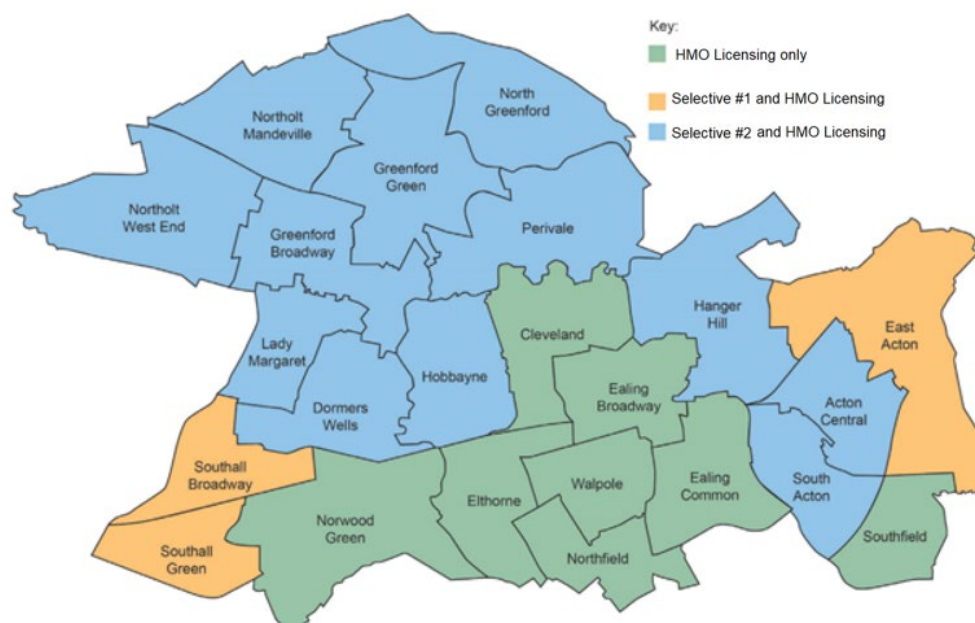 Key:
HMO Licensing only
Selective #1 and HMO Licensing
Selective #2 and HMO Licensing
North
Greenford
Northolt
Mandeville
Greenford
Green
Northolt
West End
Greenford
Broadway
Perivale
Hanger
Hill
East
Acton
Cleveland
Lady
Margaret
Hobbayne
Ealing
Broadway
Acton
Central
Dormers
Wells
Southall
Broadway
Elthorne
Walpole
Ealing
Common
South
Acton
Norwood
Green
Southfield
Southall
Green
Northfield